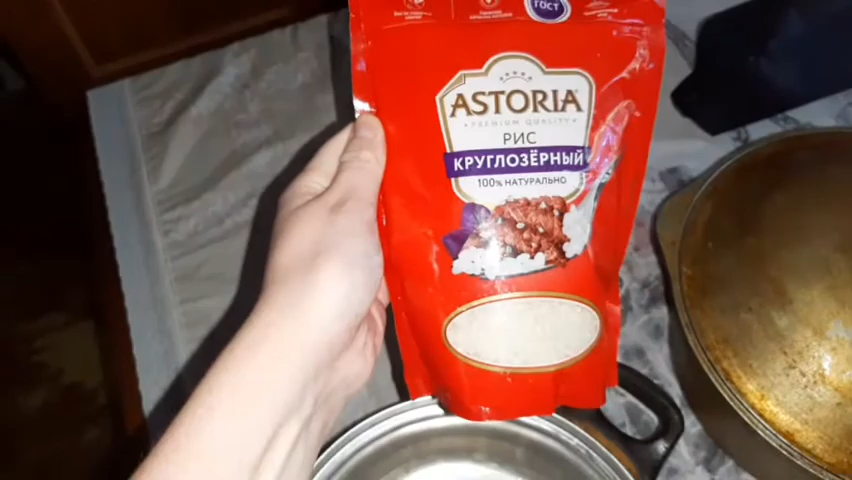 ГОСТ
ASTORIA
PREMIUM QUALITY
РИС
КРУГЛОЗЁРНЫЙ
100% НАТУРАЛЬНО